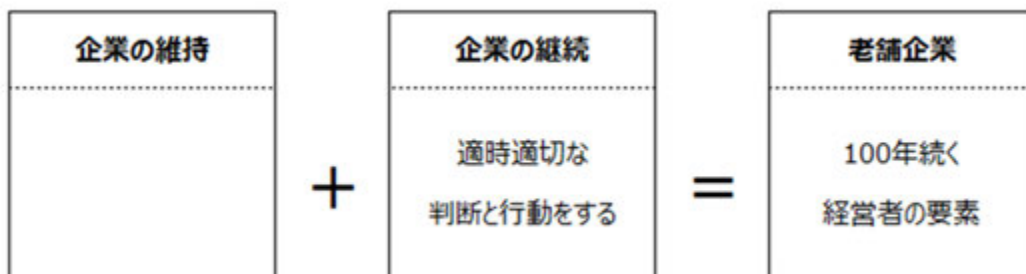 企業の維持
企業の継続
適時適切な
判断と行動をする
老舗企業
100年続く
経営者の要素
+
=